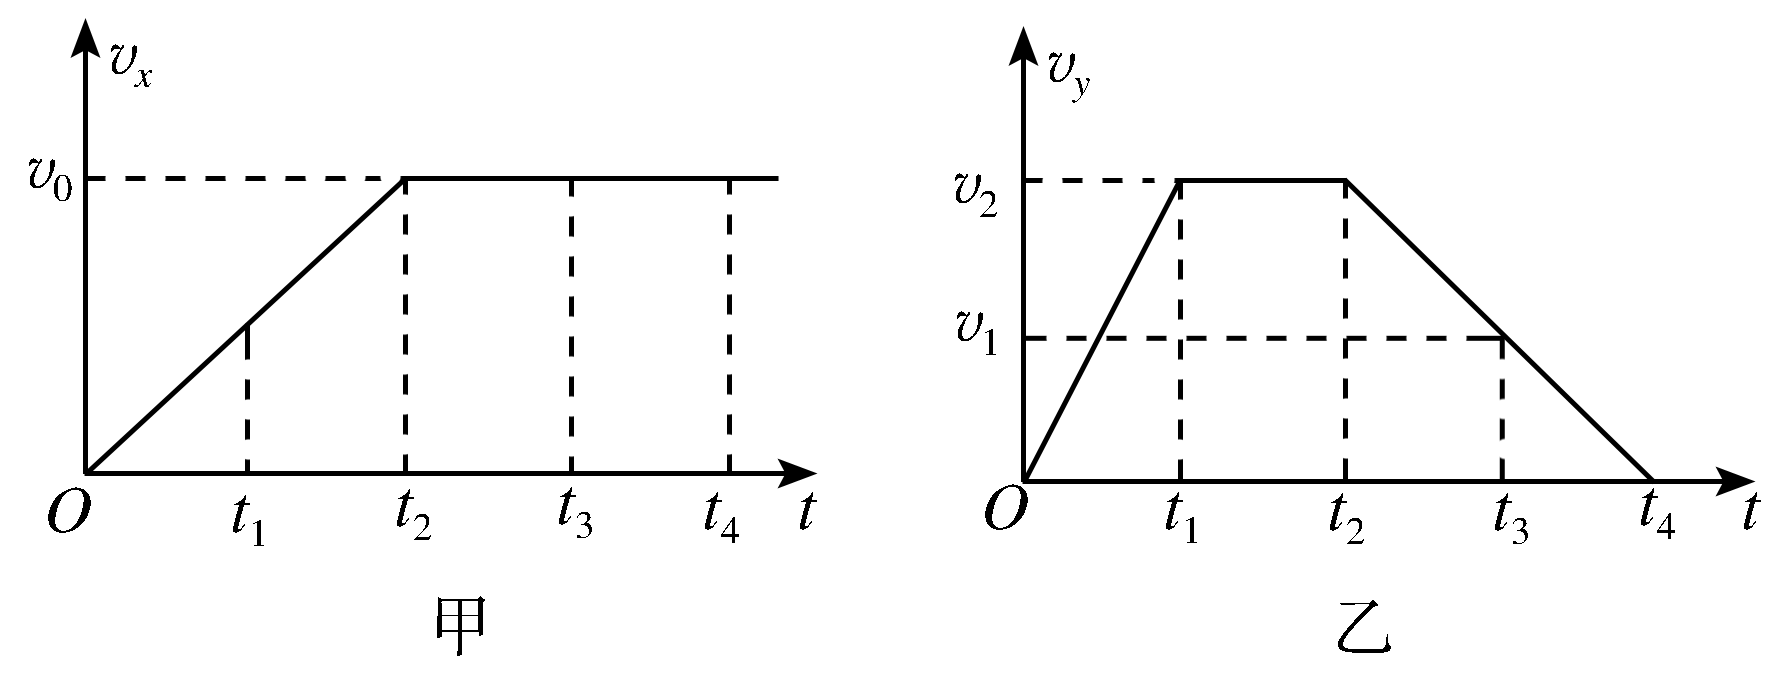 v_x
v_0
O t_1 t_2 t_3 t_4 t
甲
v_y
v_2
v_1
O t_1 t_2 t_3 t_4 t
乙